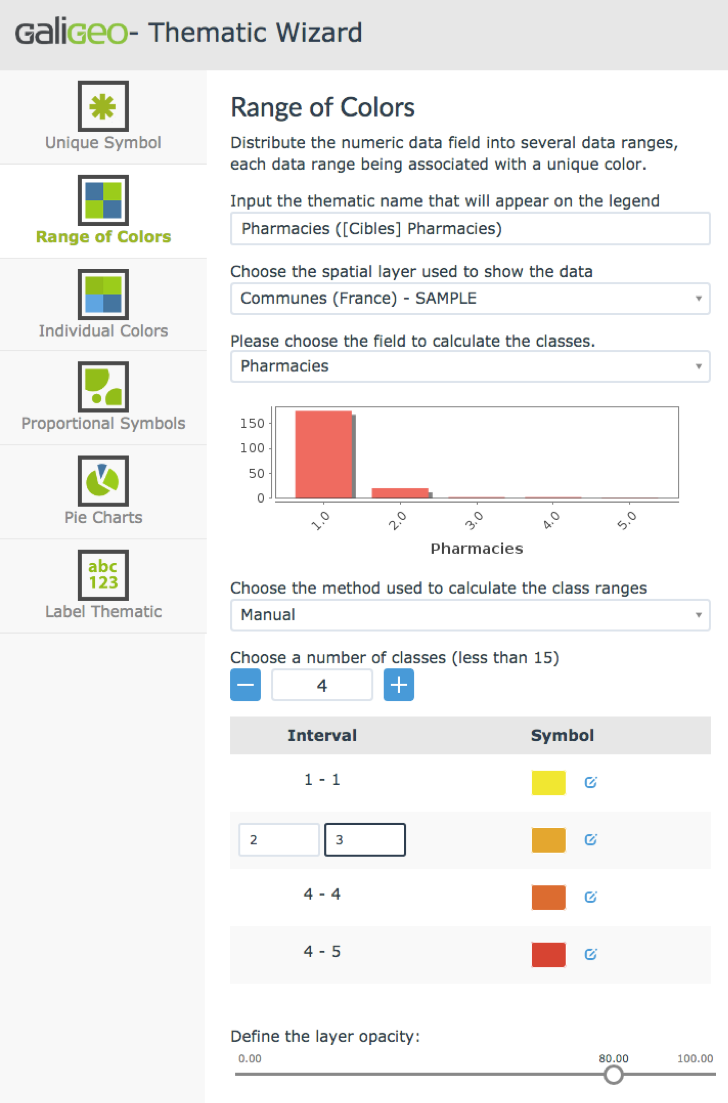 GaliGEO- Thematic Wizard
Unique Symbol
Range of Colors
Individual Colors
Proportional Symbols
Pie Charts
abc
123
Label Thematic
Range of Colors
Distribute the numeric data field into several data ranges,
each data range being associated with a unique color.
Input the thematic name that will appear on the legend
Pharmacies ([Cibles] Pharmacies)
Choose the spatial layer used to show the data
Communes (France) - SAMPLE
Please choose the field to calculate the classes.
Pharmacies
150
100
50
0
1.0 2.0 3.0 4.0 5.0
Pharmacies
Choose the method used to calculate the class ranges
Manual
Choose a number of classes (less than 15)
4
Interval Symbol
1 - 1
2 3
4 - 4
4 - 5
Define the layer opacity:
0.00 80.00 100.00